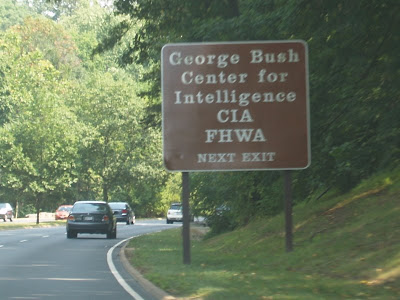 George Bush
Center for
Intelligence
CIA
FHWA
NEXT EXIT